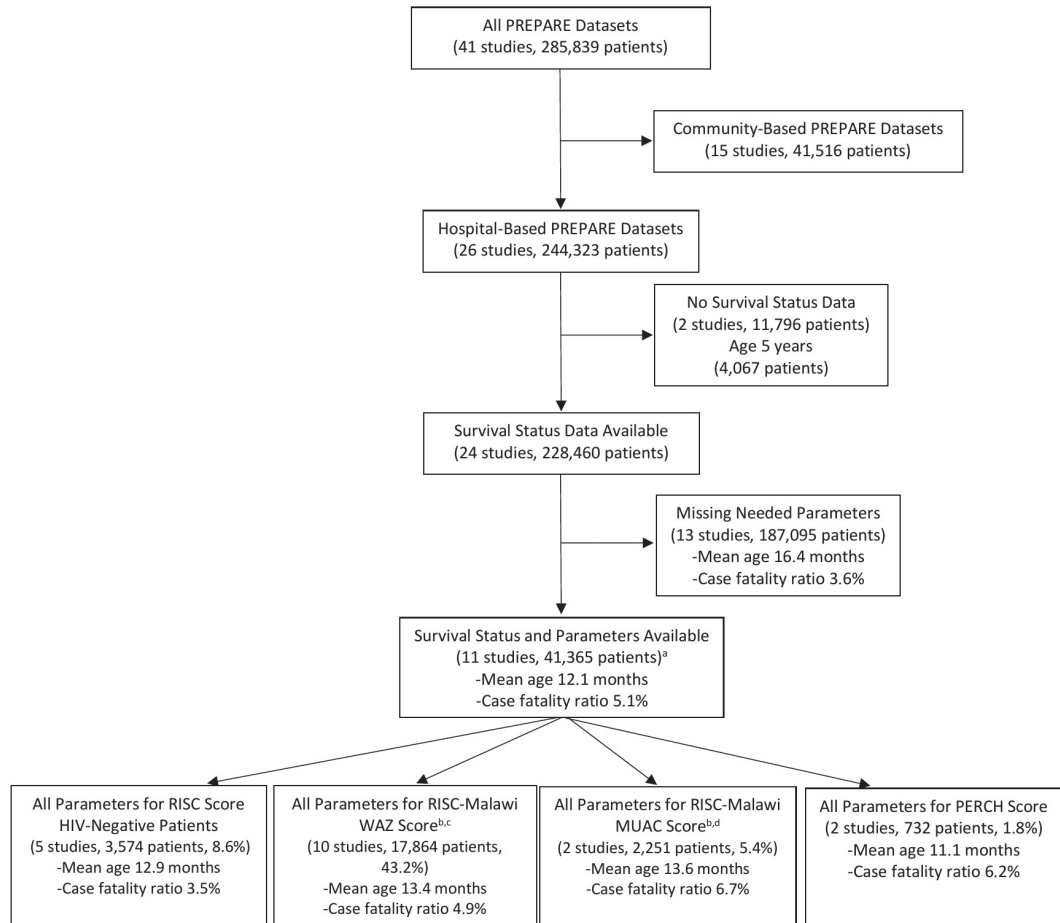 All PREPARE Datasets
(41 studies, 285,839 patients)
Community-Based PREPARE Datasets
(15 studies, 41,516 patients)
Hospital-Based PREPARE Datasets
(26 studies, 244,323 patients)
No Survival Status Data
(2 studies, 11,796 patients)
Age 5 years
(4,067 patients)
Survival Status Data Available
(24 studies, 228,460 patients)
Missing Needed Parameters
(13 studies, 187,095 patients)
-Mean age 16.4 months
-Case fatality ratio 3.6%
Survival Status and Parameters Available
(11 studies, 41,365 patients)ᵃ
-Mean age 12.1 months
-Case fatality ratio 5.1%
All Parameters for RISC Score
HIV-Negative Patients
(5 studies, 3,574 patients, 8.6%)
-Mean age 12.9 months
-Case fatality ratio 3.5%
All Parameters for RISC-Malawi
WAZ Scoreᵇ,ᶜ
(10 studies, 17,864 patients,
43.2%)
-Mean age 13.4 months
-Case fatality ratio 4.9%
All Parameters for RISC-Malawi
MUAC Scoreᵇ,ᵈ
(2 studies, 2,251 patients, 5.4%)
-Mean age 13.6 months
-Case fatality ratio 6.7%
All Parameters for PERCH Score
(2 studies, 732 patients, 1.8%)
-Mean age 11.1 months
-Case fatality ratio 6.2%